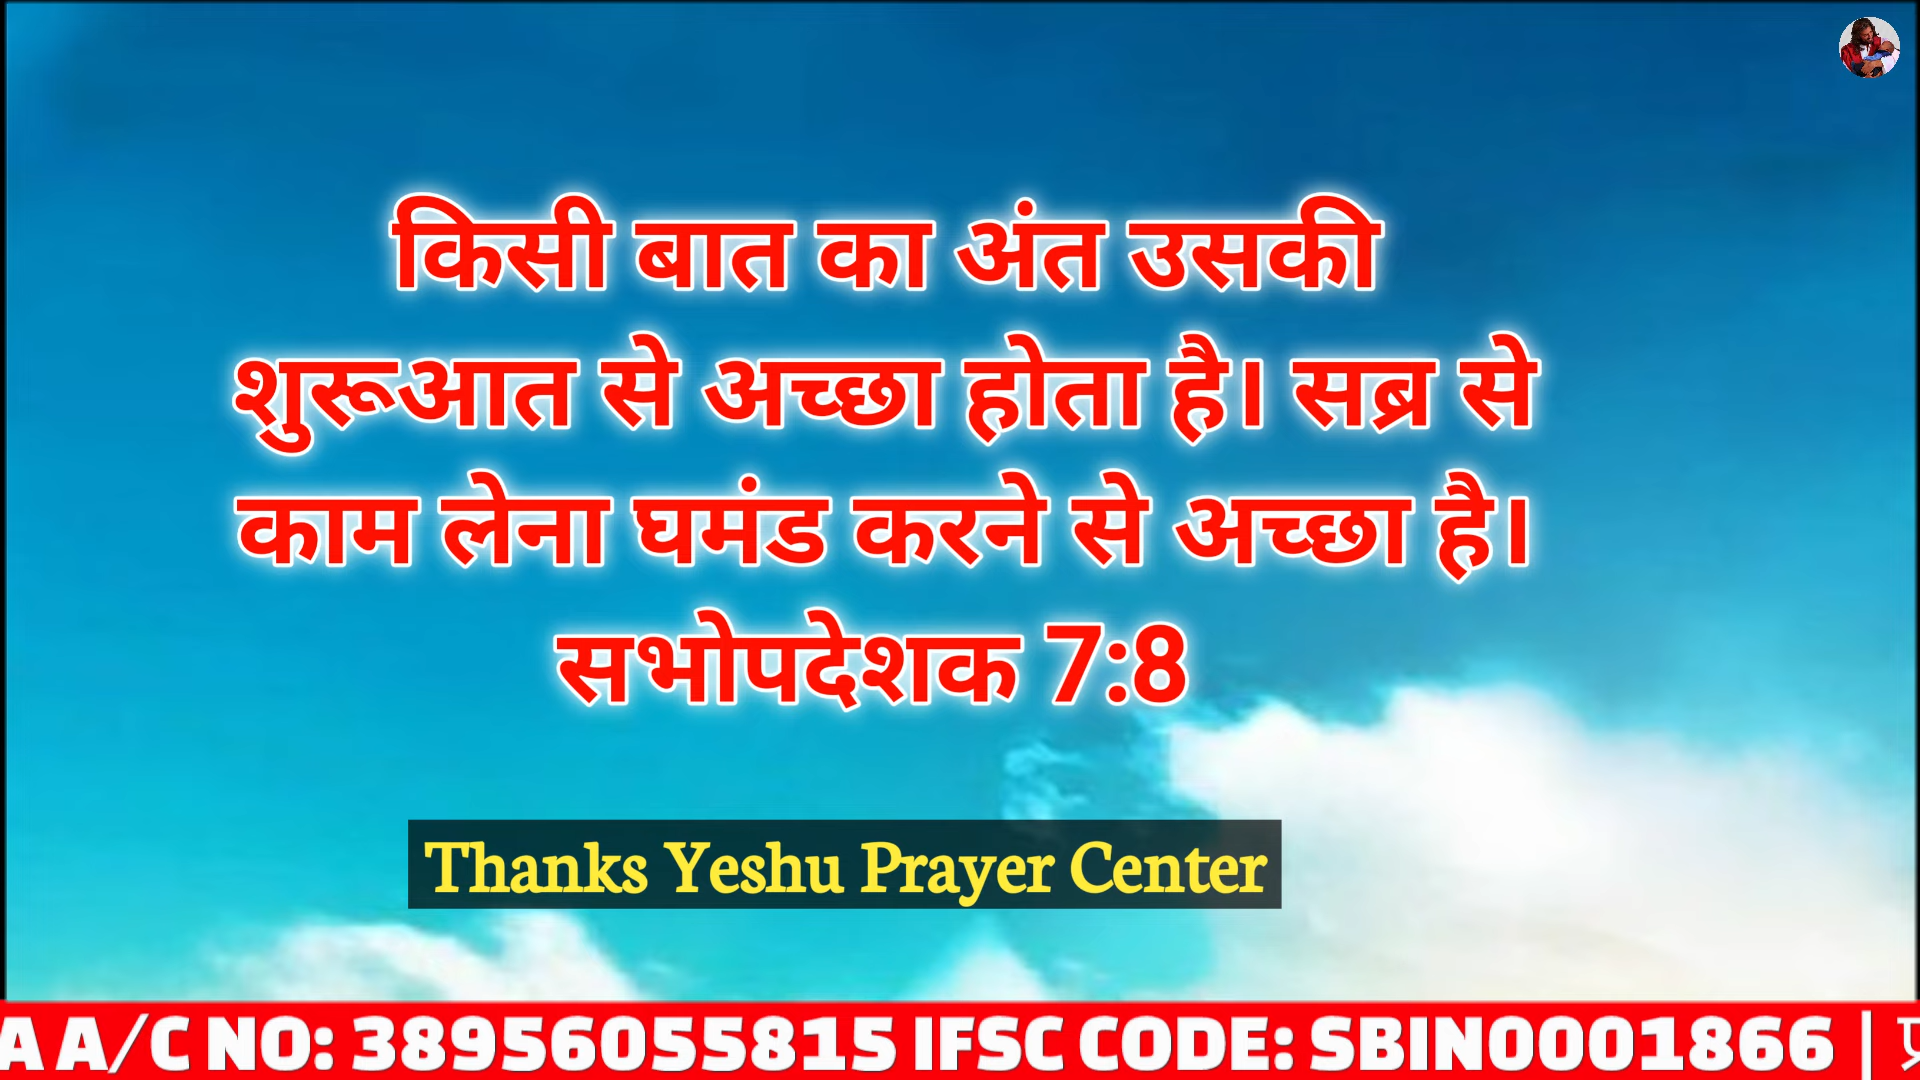 किसी बात का अंत उसकी
शुरूआत से अच्छा होता है। सब्र से
काम लेना घमंड करने से अच्छा है।
सभोपदेशक 7:8
Thanks Yeshu Prayer Center
A A/C NO: 38956055815 IFSC CODE: SBIN0001866 |